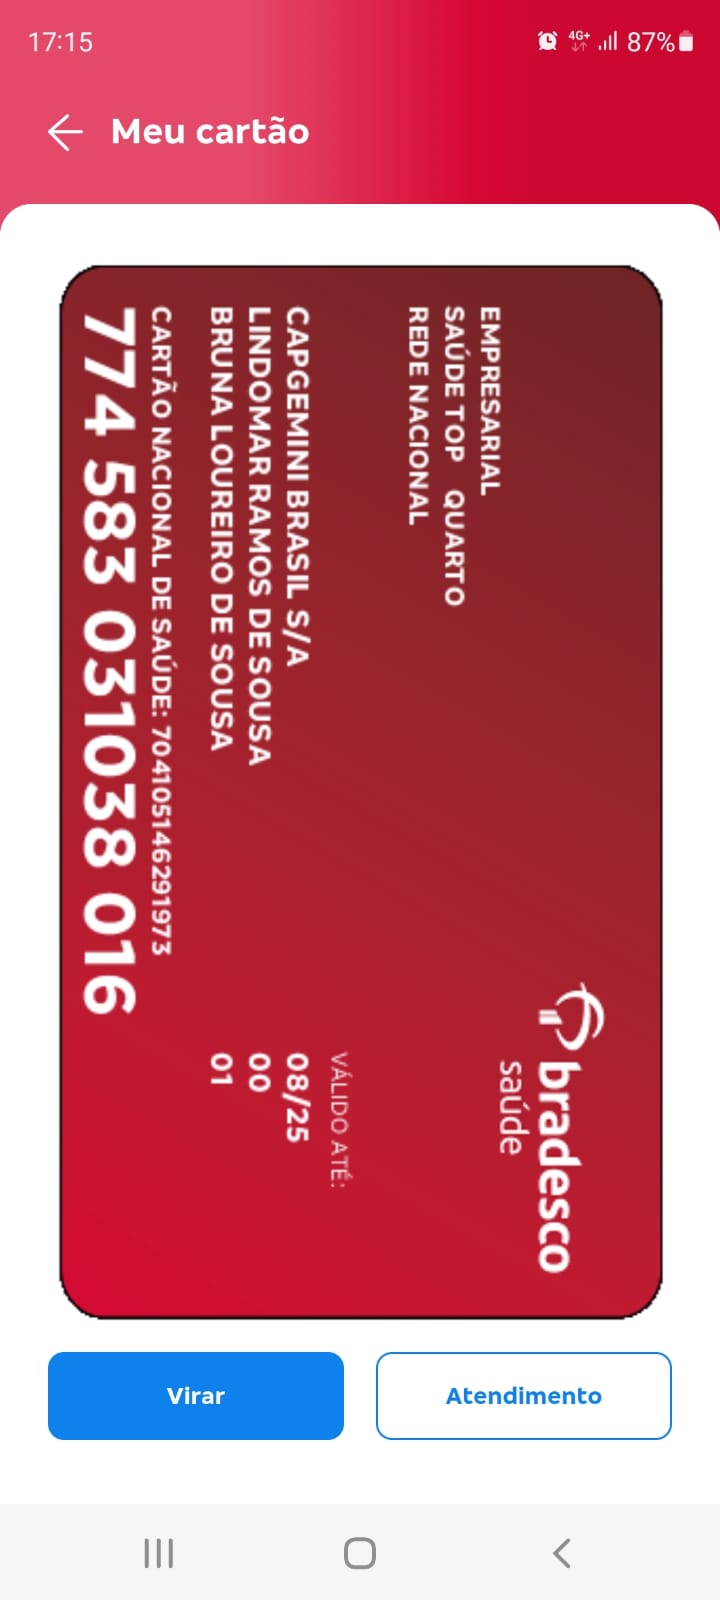 17:15
4G+
87%
Meu cartão
bradesco
saúde
EMPRESARIAL
SAÚDE TOP QUARTO
REDE NACIONAL
VÁLIDO ATÉ:
CAPGEMINI BRASIL S/A 08/25
LINDOMAR RAMOS DE SOUSA 00
BRUNA LOUREIRO DE SOUSA 01
CARTÃO NACIONAL DE SAÚDE: 704105146291973
774 583 031038 016
Virar
Atendimento